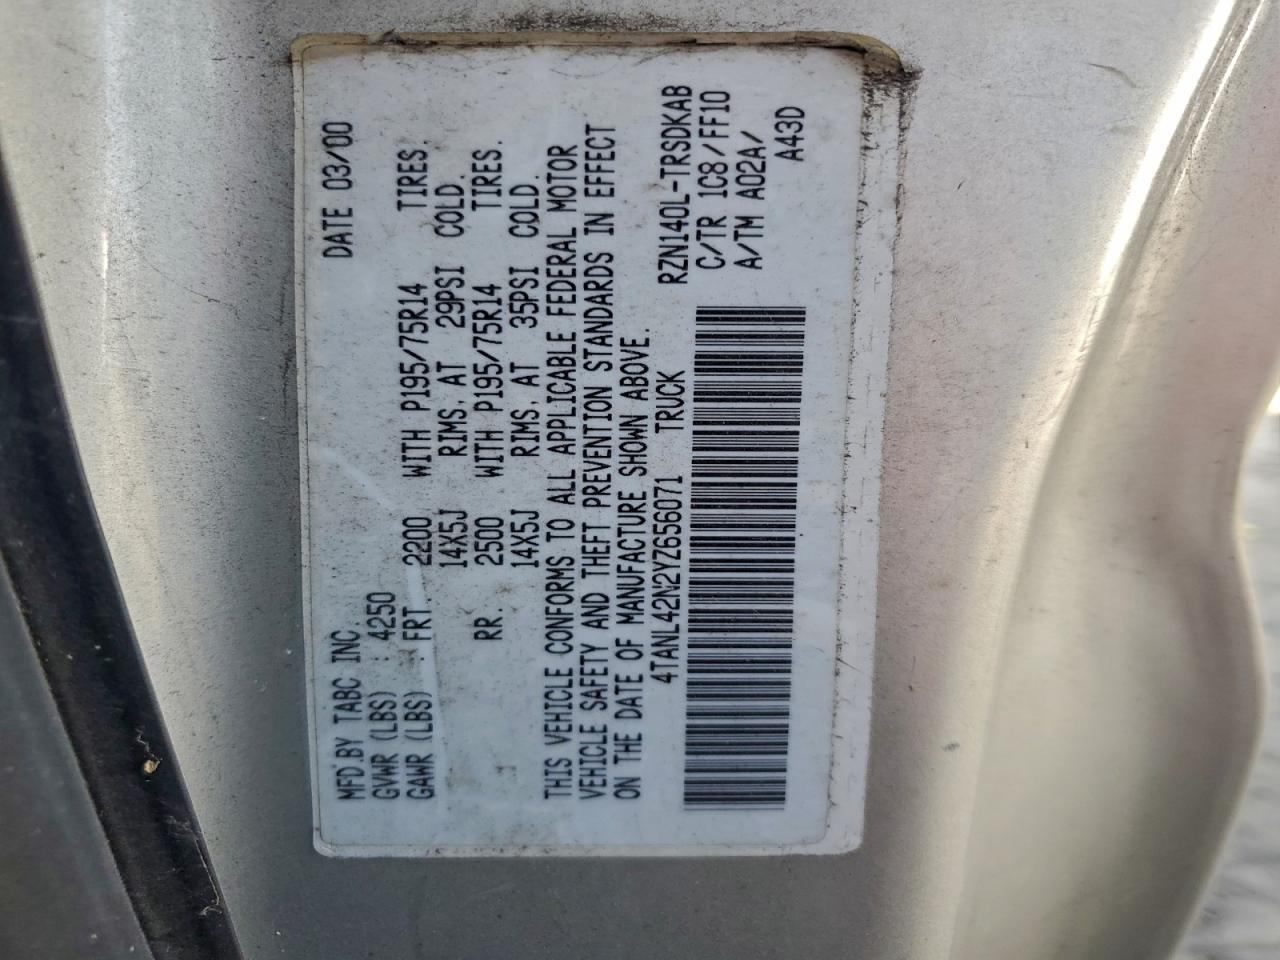 MFD.BY TABC INC. DATE 03/00
GVWR (LBS) : 4250
GAWR (LBS) : FRT. 2200 WITH P195/75R14 TIRES.
14X5J RIMS, AT 29PSI COLD.
RR. 2500 WITH P195/75R14 TIRES.
14X5J RIMS, AT 35PSI COLD.
THIS VEHICLE CONFORMS TO ALL APPLICABLE FEDERAL MOTOR
VEHICLE SAFETY AND THEFT PREVENTION STANDARDS IN EFFECT
ON THE DATE OF MANUFACTURE SHOWN ABOVE.
4TANL42N2YZ656071 TRUCK
RZN140L-TRSDKAB
C/TR 1C8/FF10
A/TM A02A/
A43D